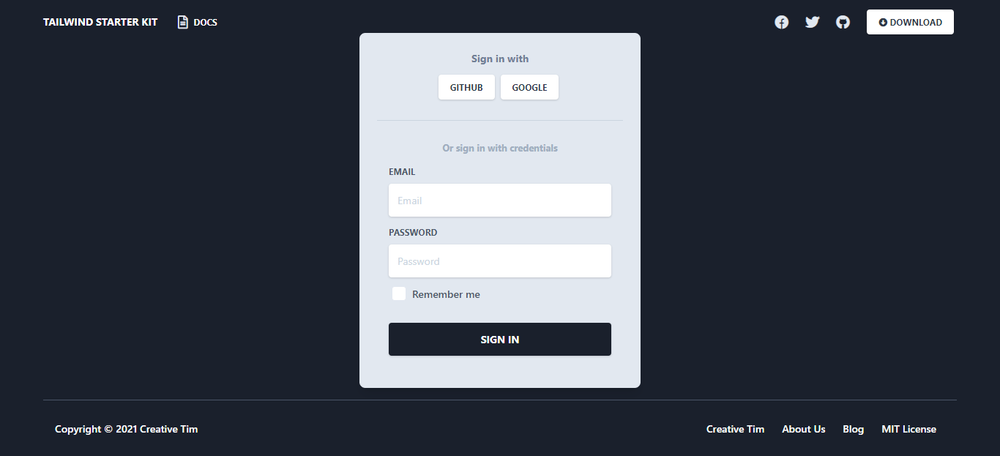 TAILWIND STARTER KIT DOCS DOWNLOAD
Sign in with
GITHUB GOOGLE
Or sign in with credentials
EMAIL
Email
PASSWORD
Password
Remember me
SIGN IN
Copyright © 2021 Creative Tim Creative Tim About Us Blog MIT License